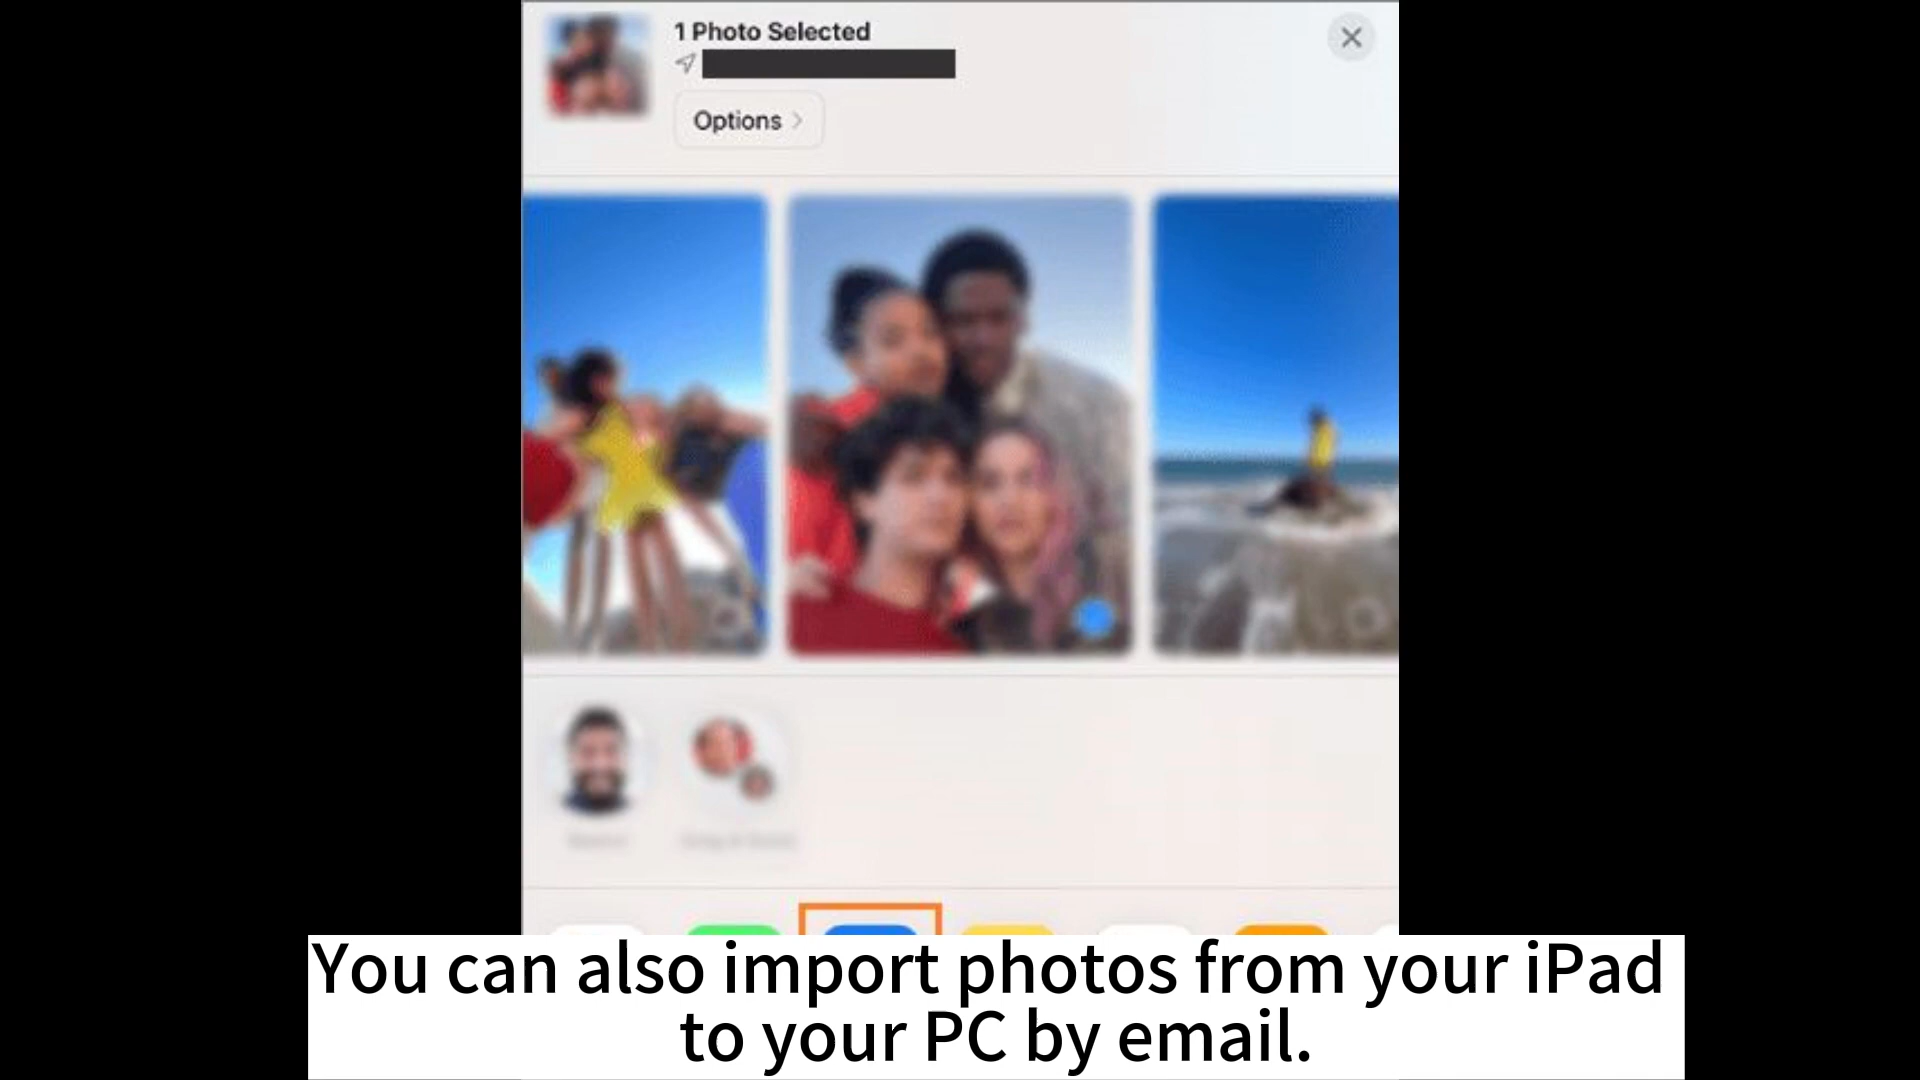 1 Photo Selected
Options
You can also import photos from your iPad
to your PC by email.